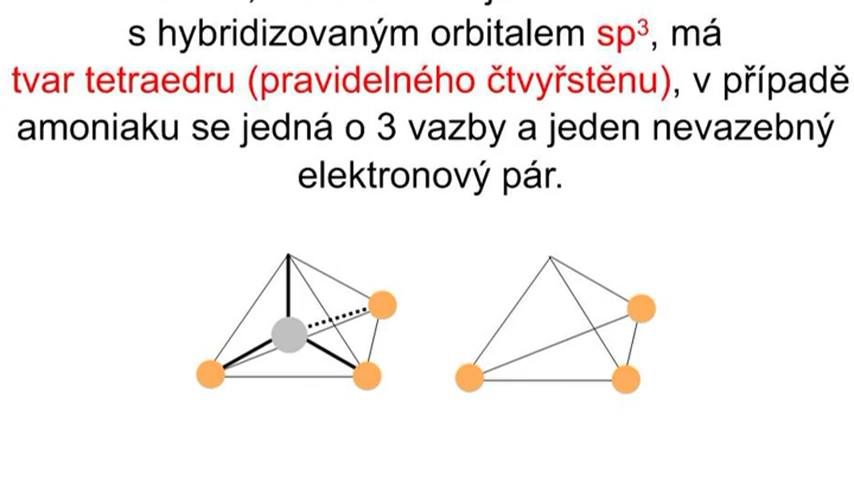 s hybridizovaným orbitalem sp³, má
tvar tetraedru (pravidelného čtvyřstěnu), v případě
amoniaku se jedná o 3 vazby a jeden nevazebný
elektronový pár.